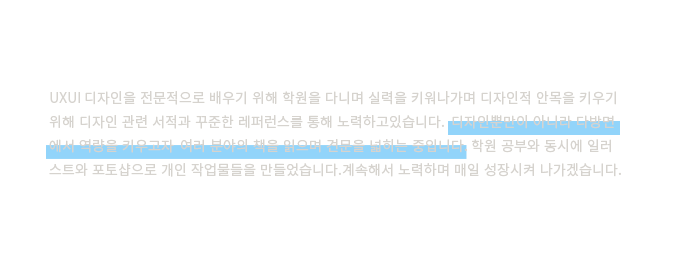 UXUI 디자인을 전문적으로 배우기 위해 학원을 다니며 실력을 키워나가며 디자인적 안목을 키우기
위해 디자인 관련 서적과 꾸준한 레퍼런스를 통해 노력하고있습니다. 디자인뿐만이 아니라 다방면
에서 역량을 키우고자 여러 분야의 책을 읽으며 견문을 넓히는 중입니다. 학원 공부와 동시에 일러
스트와 포토샵으로 개인 작업물들을 만들었습니다.계속해서 노력하며 매일 성장시켜 나가겠습니다.